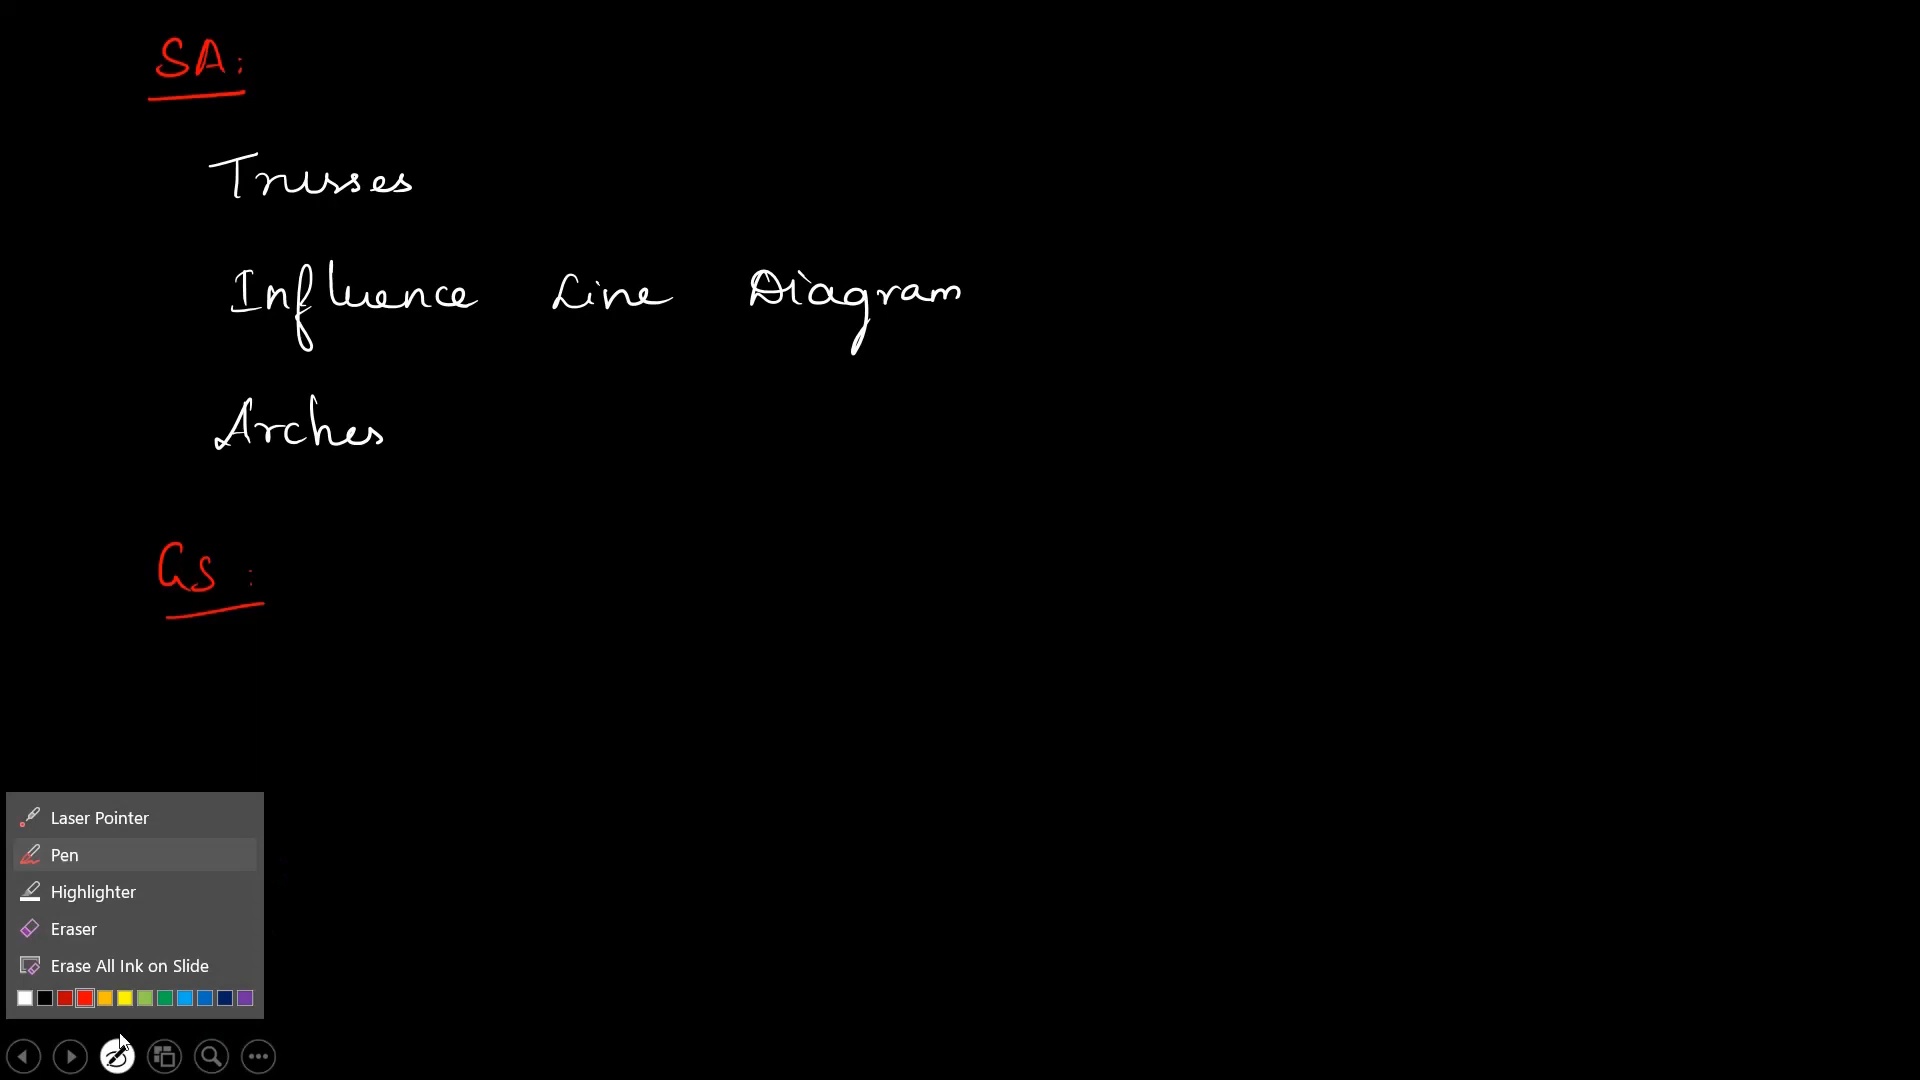 SA:
Trusses
Influence Line Diagram
Arches
GS :
Laser Pointer
Pen
Highlighter
Eraser
Erase All Ink on Slide